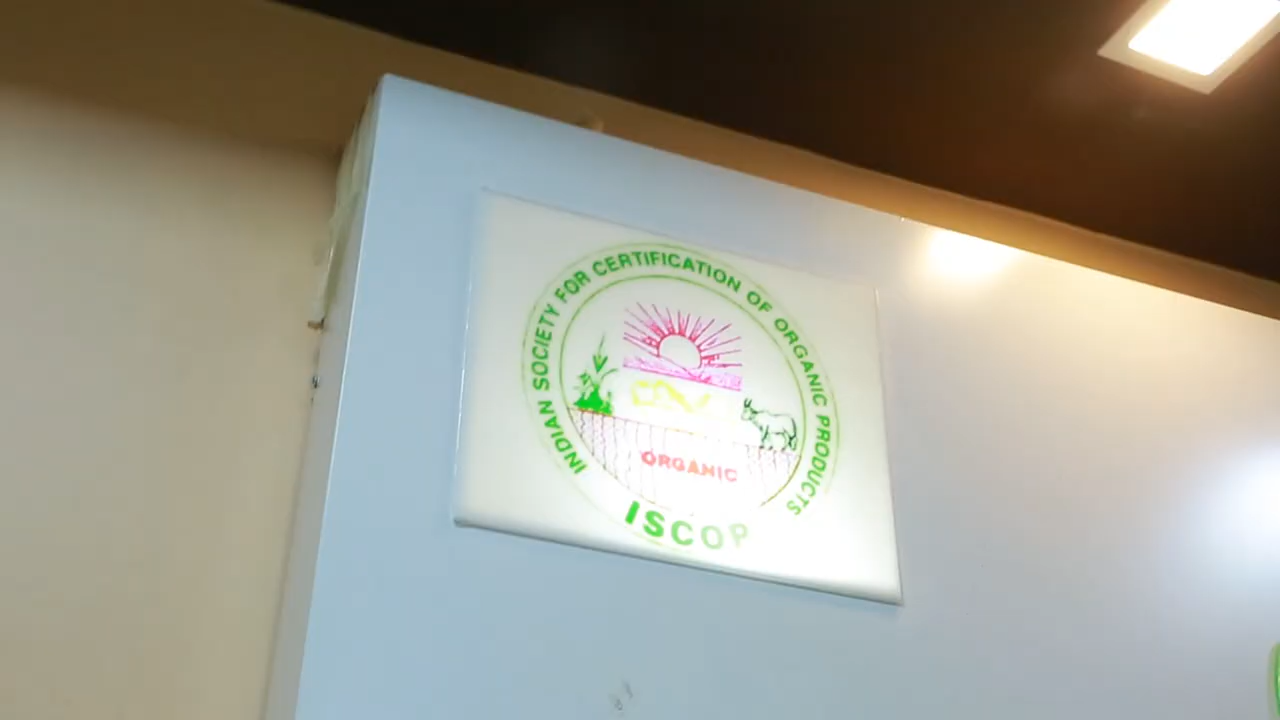 INDIAN SOCIETY FOR CERTIFICATION OF ORGANIC PRODUCTS
ORGANIC
ISCOP